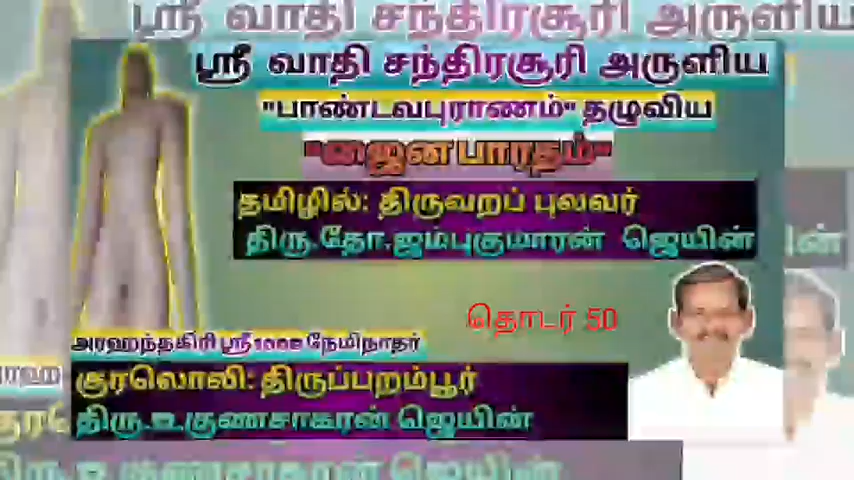 ஸ்ரீ வாதி சந்திரசூரி அருளிய
"பாண்டவபுராணம்" தழுவிய
"ஜைன பாரதம்"
தமிழில்: திருவறப் புலவர்
திரு.தோ.ஜம்புகுமாரன் ஜெயின்
தொடர் 50
அரஹந்தகிரி ஸ்ரீ1008 நேமிநாதர்
குரலொலி: திருப்புறம்பூர்
திரு.உ.குணசாகரன் ஜெயின்